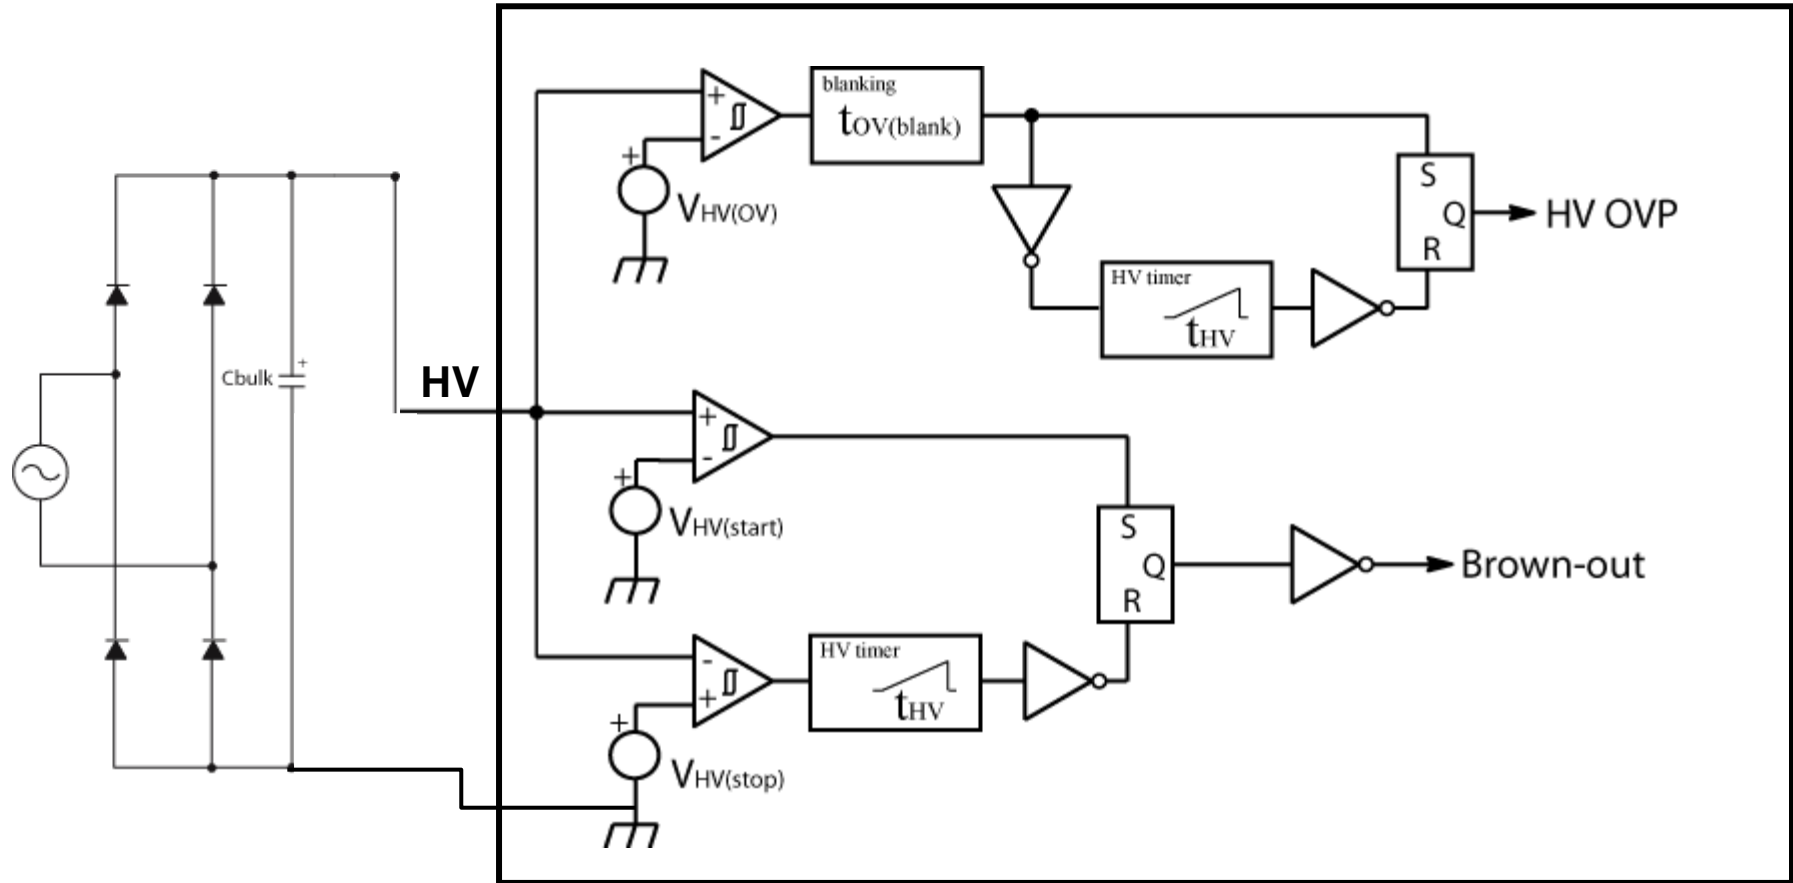 blanking
tOV(blank)
+
-
+
VHV(OV)
S
Q
R
HV OVP
HV timer
tHV
Cbulk
+
HV
+
-
+
VHV(start)
S
Q
R
Brown-out
-
+
HV timer
tHV
+
VHV(stop)